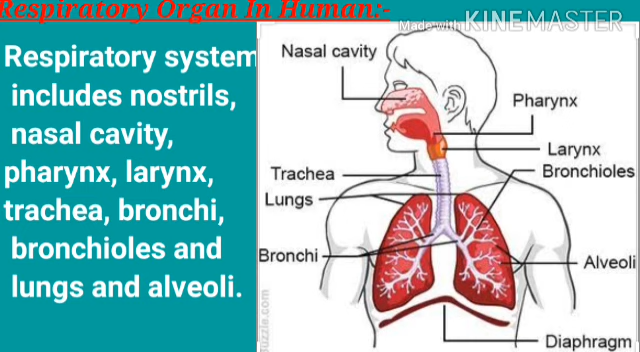 Respiratory Organ In Human:-
Made with KINEMASTER
Respiratory system
includes nostrils,
nasal cavity,
pharynx, larynx,
trachea, bronchi,
bronchioles and
lungs and alveoli.
Nasal cavity
Pharynx
Larynx
Bronchioles
Trachea
Lungs
Bronchi
Alveoli
Diaphragm